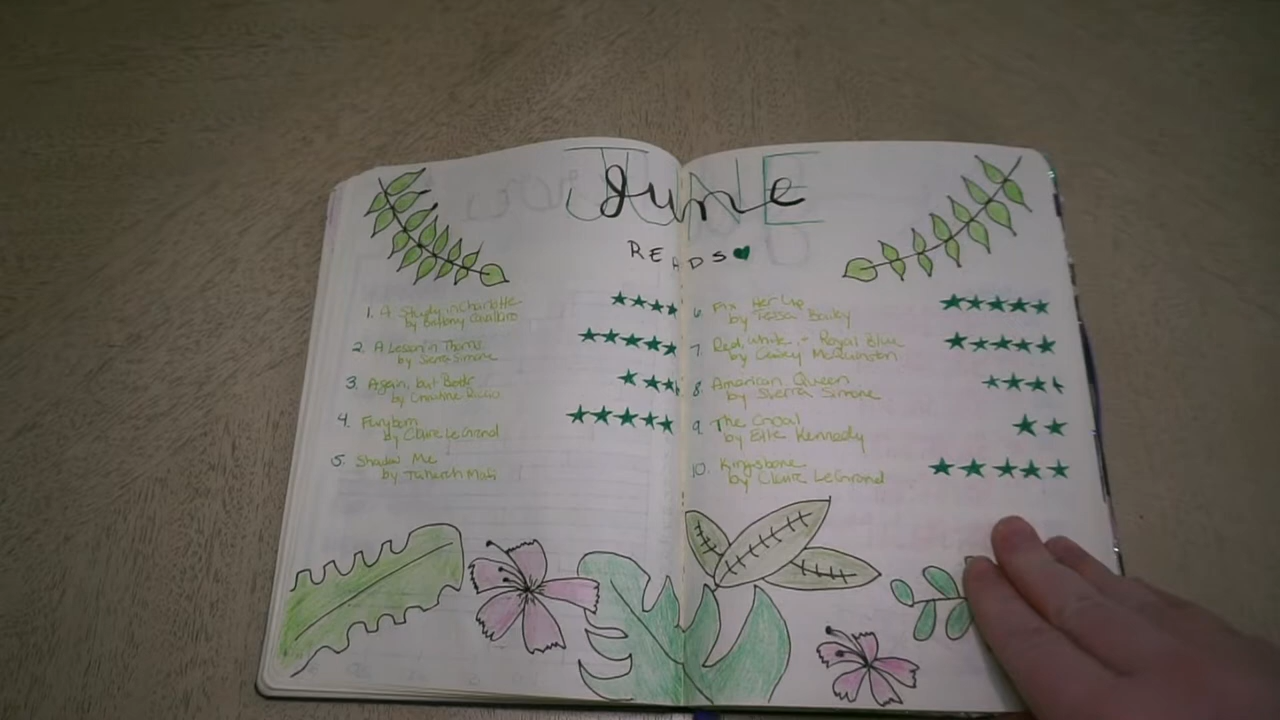 June
READS
1. A Study in Charlotte
by Brittany Cavallaro
2. A Lesson in Thorns
by Sierra Simone
3. Again, but Better
by Christine Riccio
4. Furyborn
by Claire LeGrand
5. Shadow Me
by Tahereh Mafi
6. Fix Her Up
by Tessa Bailey
7. Red, White, + Royal Blue
by Casey McQuinston
8. American Queen
by Sierra Simone
9. The Goal
by Elle Kennedy
10. Kingsbane
by Claire LeGrand